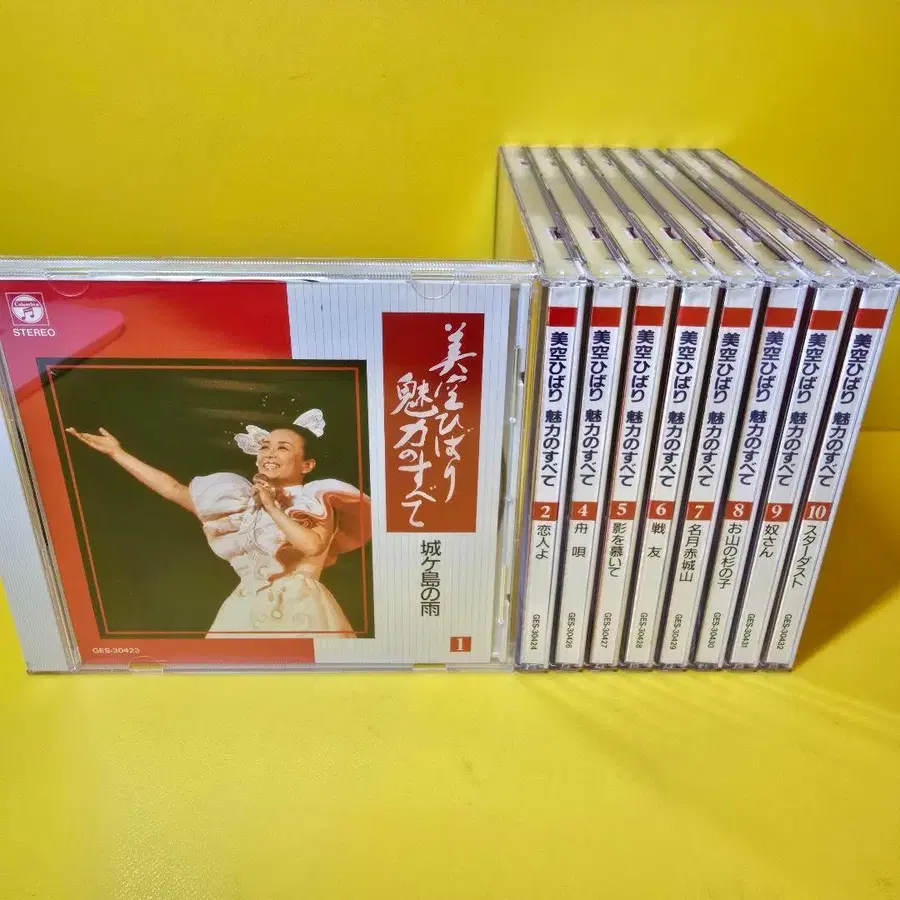 Columbia
STEREO
美空ひばり
魅力のすべて
城ケ島の雨
1
GES-30423
美空ひばり 魅力のすべて
2
恋人よ
GES-30424
美空ひばり 魅力のすべて
4
舟唄
GES-30426
美空ひばり 魅力のすべて
5
影を慕いて
GES-30427
美空ひばり 魅力のすべて
6
戦友
GES-30428
美空ひばり 魅力のすべて
7
名月赤城山
GES-30429
美空ひばり 魅力のすべて
8
お山の杉の子
GES-30430
美空ひばり 魅力のすべて
9
奴さん
GES-30431
美空ひばり 魅力のすべて
10
スターダスト
GES-30432